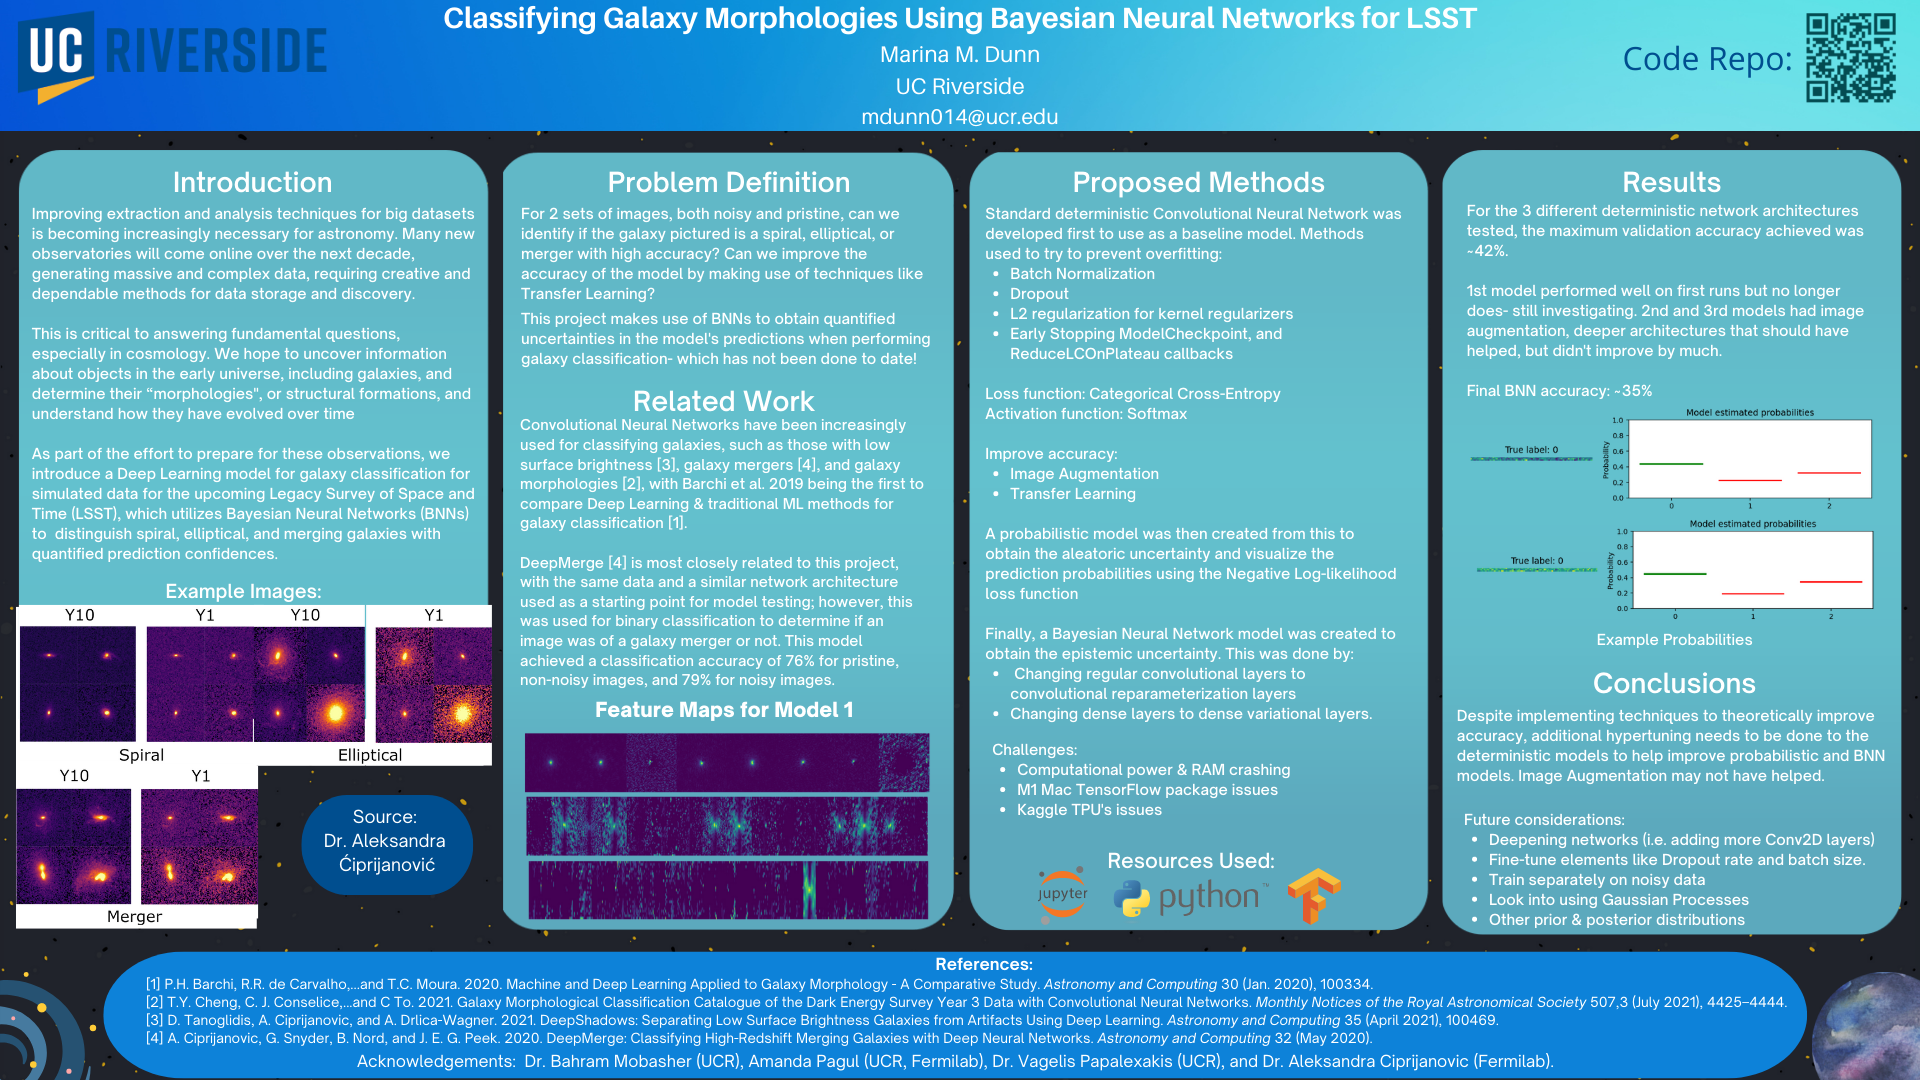 UC RIVERSIDE
Classifying Galaxy Morphologies Using Bayesian Neural Networks for LSST
Marina M. Dunn
UC Riverside
mdunn014@ucr.edu
Code Repo:
Introduction
Improving extraction and analysis techniques for big datasets
is becoming increasingly necessary for astronomy. Many new
observatories will come online over the next decade,
generating massive and complex data, requiring creative and
dependable methods for data storage and discovery.
This is critical to answering fundamental questions,
especially in cosmology. We hope to uncover information
about objects in the early universe, including galaxies, and
determine their “morphologies", or structural formations, and
understand how they have evolved over time
As part of the effort to prepare for these observations, we
introduce a Deep Learning model for galaxy classification for
simulated data for the upcoming Legacy Survey of Space and
Time (LSST), which utilizes Bayesian Neural Networks (BNNs)
to distinguish spiral, elliptical, and merging galaxies with
quantified prediction confidences.
Example Images:
Y10 Y1 Y10 Y1
Spiral Elliptical
Y10 Y1
Merger
Source:
Dr. Aleksandra
Ćiprijanović
Problem Definition
For 2 sets of images, both noisy and pristine, can we
identify if the galaxy pictured is a spiral, elliptical, or
merger with high accuracy? Can we improve the
accuracy of the model by making use of techniques like
Transfer Learning?
This project makes use of BNNs to obtain quantified
uncertainties in the model's predictions when performing
galaxy classification- which has not been done to date!
Related Work
Convolutional Neural Networks have been increasingly
used for classifying galaxies, such as those with low
surface brightness [3], galaxy mergers [4], and galaxy
morphologies [2], with Barchi et al. 2019 being the first to
compare Deep Learning & traditional ML methods for
galaxy classification [1].
DeepMerge [4] is most closely related to this project,
with the same data and a similar network architecture
used as a starting point for model testing; however, this
was used for binary classification to determine if an
image was of a galaxy merger or not. This model
achieved a classification accuracy of 76% for pristine,
non-noisy images, and 79% for noisy images.
Feature Maps for Model 1
Proposed Methods
Standard deterministic Convolutional Neural Network was
developed first to use as a baseline model. Methods
used to try to prevent overfitting:
• Batch Normalization
• Dropout
• L2 regularization for kernel regularizers
• Early Stopping ModelCheckpoint, and
ReduceLCOnPlateau callbacks
Loss function: Categorical Cross-Entropy
Activation function: Softmax
Improve accuracy:
• Image Augmentation
• Transfer Learning
A probabilistic model was then created from this to
obtain the aleatoric uncertainty and visualize the
prediction probabilities using the Negative Log-likelihood
loss function
Finally, a Bayesian Neural Network model was created to
obtain the epistemic uncertainty. This was done by:
• Changing regular convolutional layers to
convolutional reparameterization layers
• Changing dense layers to dense variational layers.
Challenges:
• Computational power & RAM crashing
• M1 Mac TensorFlow package issues
• Kaggle TPU's issues
Resources Used:
jupyter
python™
Results
For the 3 different deterministic network architectures
tested, the maximum validation accuracy achieved was
~42%.
1st model performed well on first runs but no longer
does- still investigating. 2nd and 3rd models had image
augmentation, deeper architectures that should have
helped, but didn't improve by much.
Final BNN accuracy: ~35%
Model estimated probabilities
True label: 0
Probability
1.0
0.8
0.6
0.4
0.2
0.0
0 1 2
Model estimated probabilities
True label: 0
Probability
1.0
0.8
0.6
0.4
0.2
0.0
0 1 2
Example Probabilities
Conclusions
Despite implementing techniques to theoretically improve
accuracy, additional hypertuning needs to be done to the
deterministic models to help improve probabilistic and BNN
models. Image Augmentation may not have helped.
Future considerations:
• Deepening networks (i.e. adding more Conv2D layers)
• Fine-tune elements like Dropout rate and batch size.
• Train separately on noisy data
• Look into using Gaussian Processes
• Other prior & posterior distributions
References:
[1] P.H. Barchi, R.R. de Carvalho,...and T.C. Moura. 2020. Machine and Deep Learning Applied to Galaxy Morphology - A Comparative Study. Astronomy and Computing 30 (Jan. 2020), 100334.
[2] T.Y. Cheng, C. J. Conselice,...and C To. 2021. Galaxy Morphological Classification Catalogue of the Dark Energy Survey Year 3 Data with Convolutional Neural Networks. Monthly Notices of the Royal Astronomical Society 507,3 (July 2021), 4425–4444.
[3] D. Tanoglidis, A. Ciprijanovic, and A. Drlica-Wagner. 2021. DeepShadows: Separating Low Surface Brightness Galaxies from Artifacts Using Deep Learning. Astronomy and Computing 35 (April 2021), 100469.
[4] A. Ciprijanovic, G. Snyder, B. Nord, and J. E. G. Peek. 2020. DeepMerge: Classifying High-Redshift Merging Galaxies with Deep Neural Networks. Astronomy and Computing 32 (May 2020).
Acknowledgements: Dr. Bahram Mobasher (UCR), Amanda Pagul (UCR, Fermilab), Dr. Vagelis Papalexakis (UCR), and Dr. Aleksandra Ciprijanovic (Fermilab).